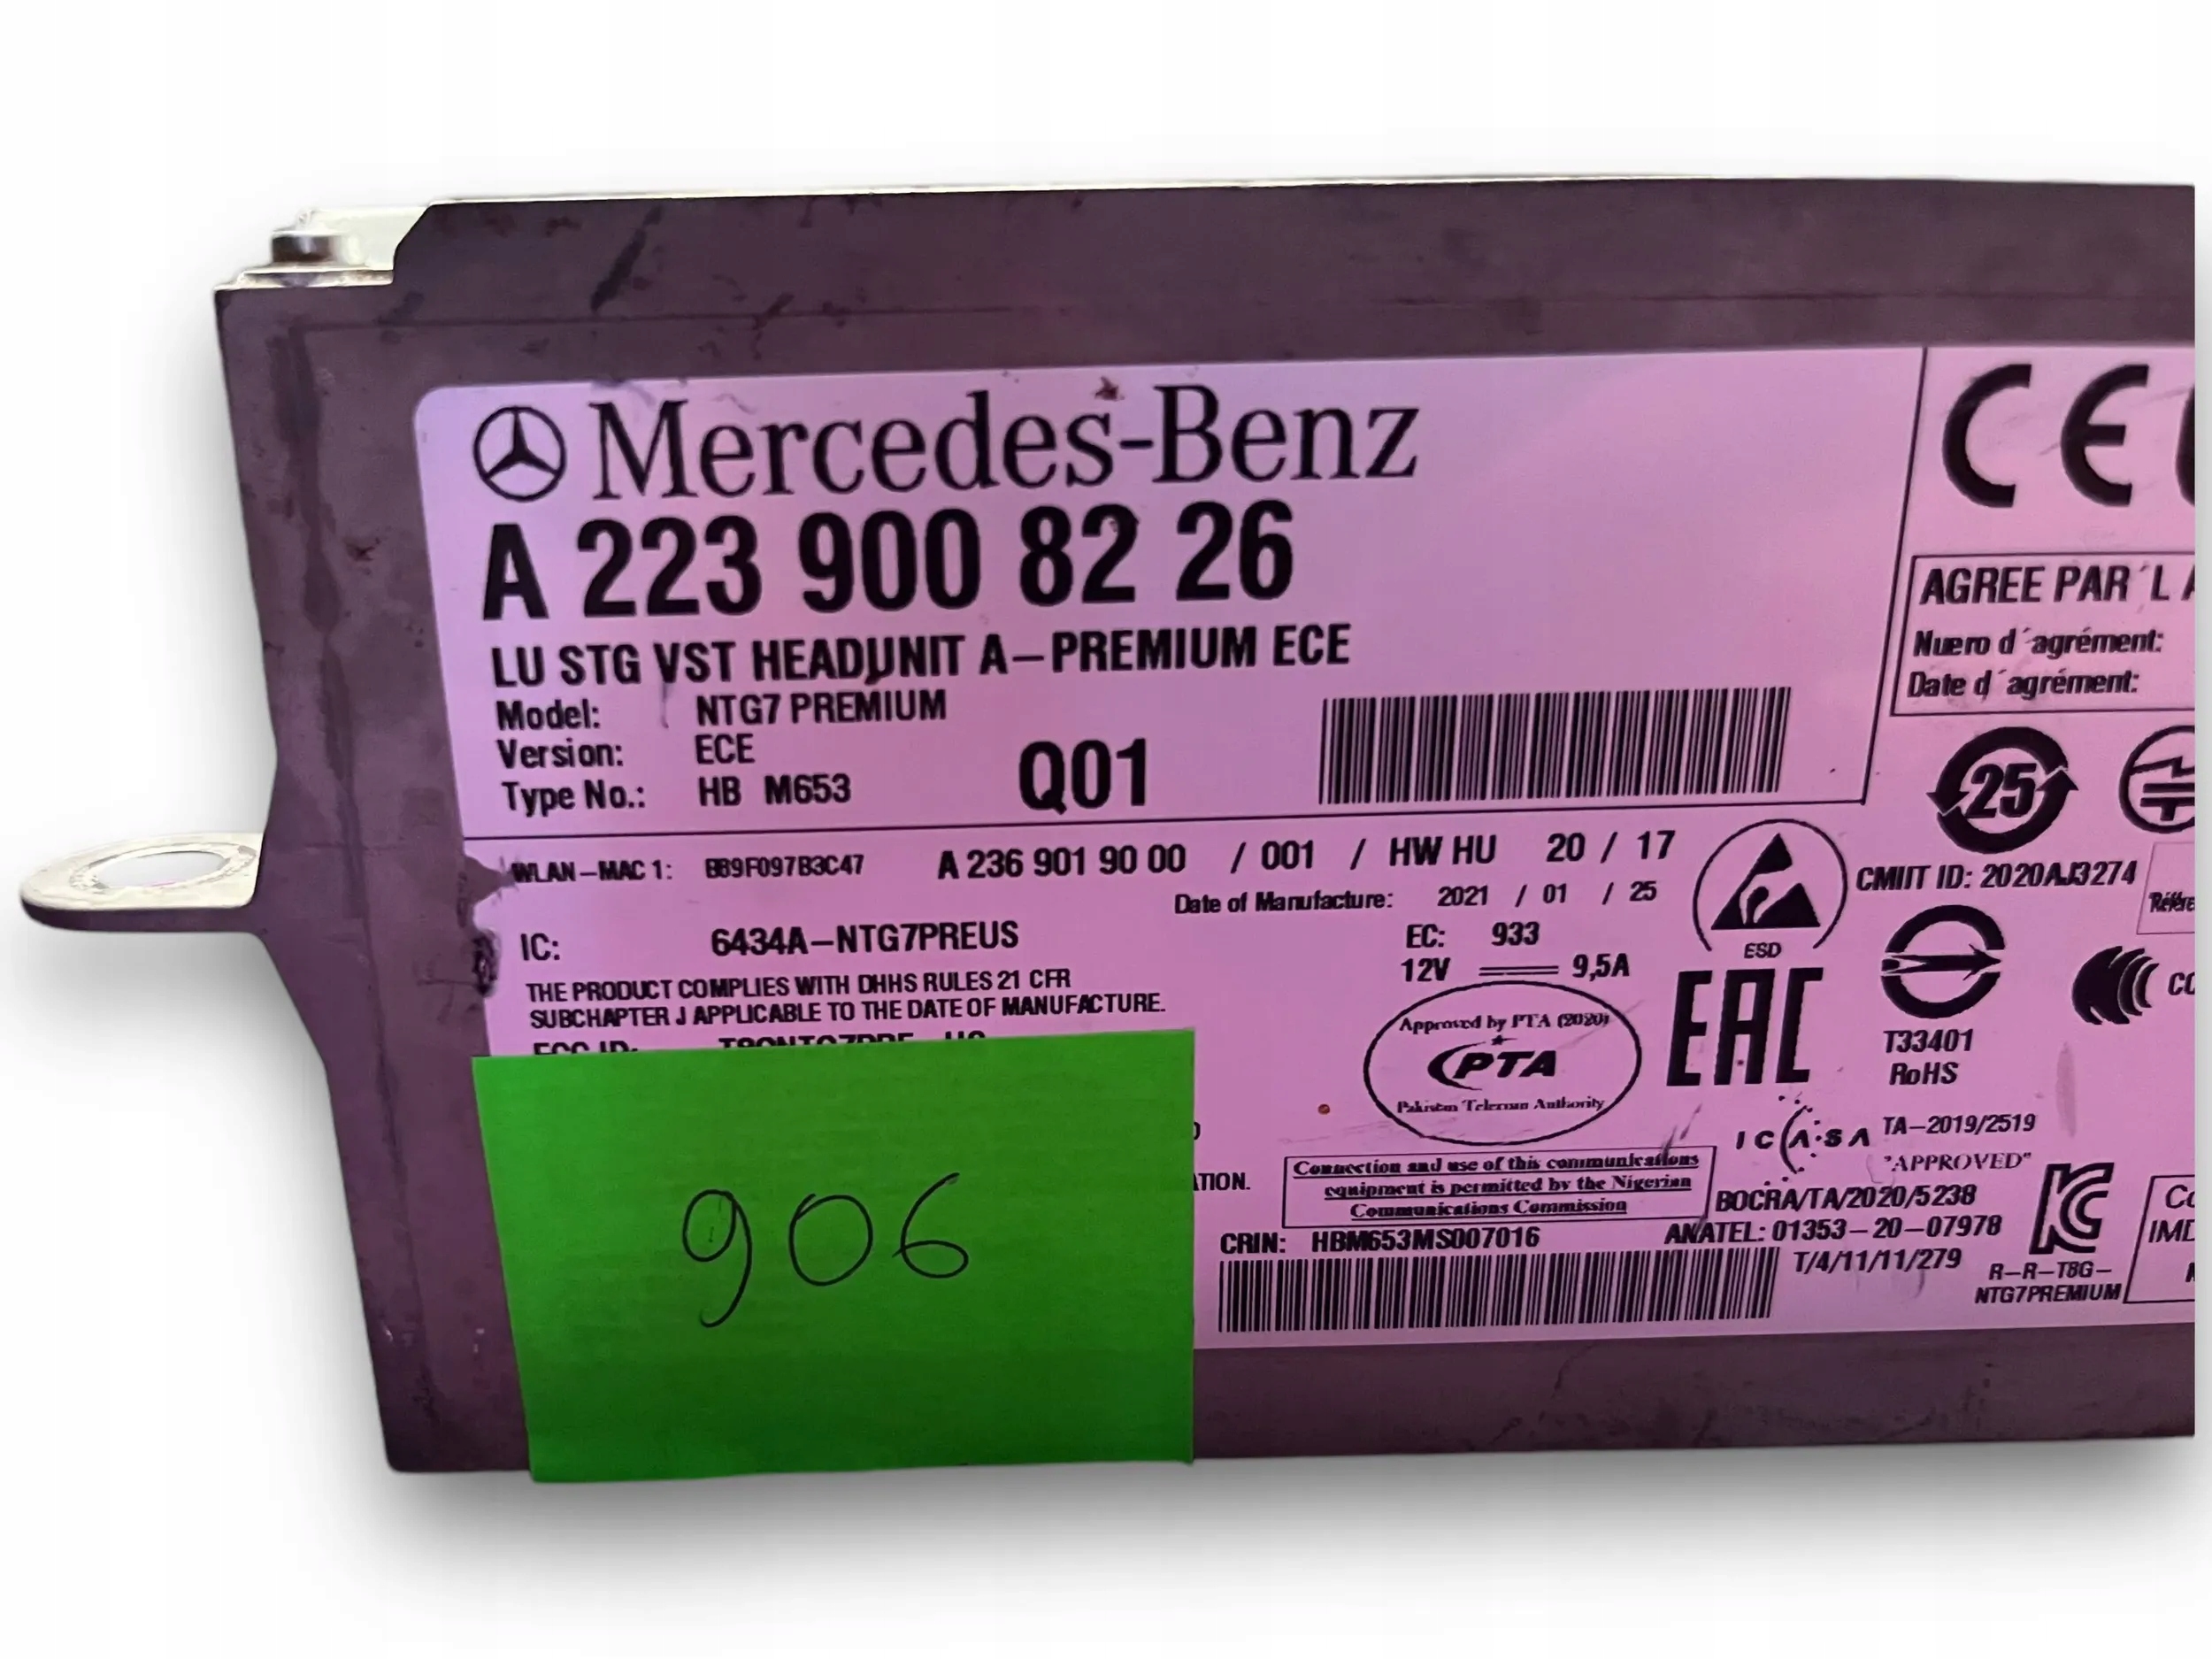 Mercedes-Benz
A 223 900 82 26
LU STG VST HEADUNIT A-PREMIUM ECE
Model: NTG7 PREMIUM
Version: ECE
Type No.: HB M653
Q01
WLAN-MAC 1: B89F097B3C47
A 236 901 90 00 / 001 / HW HU 20 / 17
Date of Manufacture: 2021 / 01 / 25
IC: 6434A-NTG7PREUS
EC: 933
12V 9,5A
THE PRODUCT COMPLIES WITH DHHS RULES 21 CFR
SUBCHAPTER J APPLICABLE TO THE DATE OF MANUFACTURE.
FCC ID:
906
Approved by PTA (2020)
PTA
Pakistan Telecom Authority
Connection and use of this communications
equipment is permitted by the Nigerian
Communications Commission
CRIN: HBM653MS007016
CE
AGREE PAR´L
Nuero d´agrément:
Date d´agrément:
25
ESD
CMIIT ID: 2020AJ3274
EAC
T33401
RoHS
ICASA
TA-2019/2519
"APPROVED"
BOCRA/TA/2020/5238
ANATEL: 01353-20-07978
T/4/11/11/279
R-R-T8G-
NTG7PREMIUM